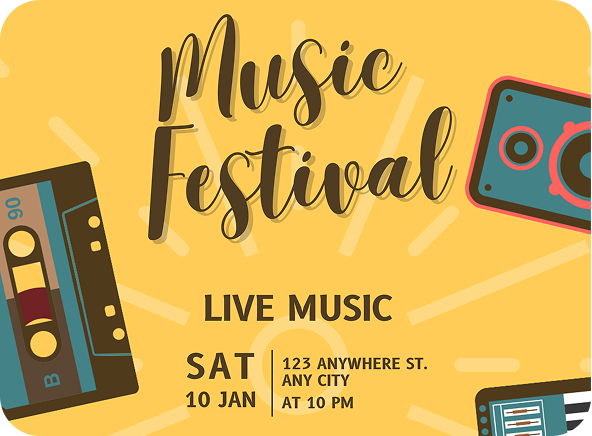 Music
Festival
90
B
LIVE MUSIC
SAT
10 JAN
123 ANYWHERE ST.
ANY CITY
AT 10 PM